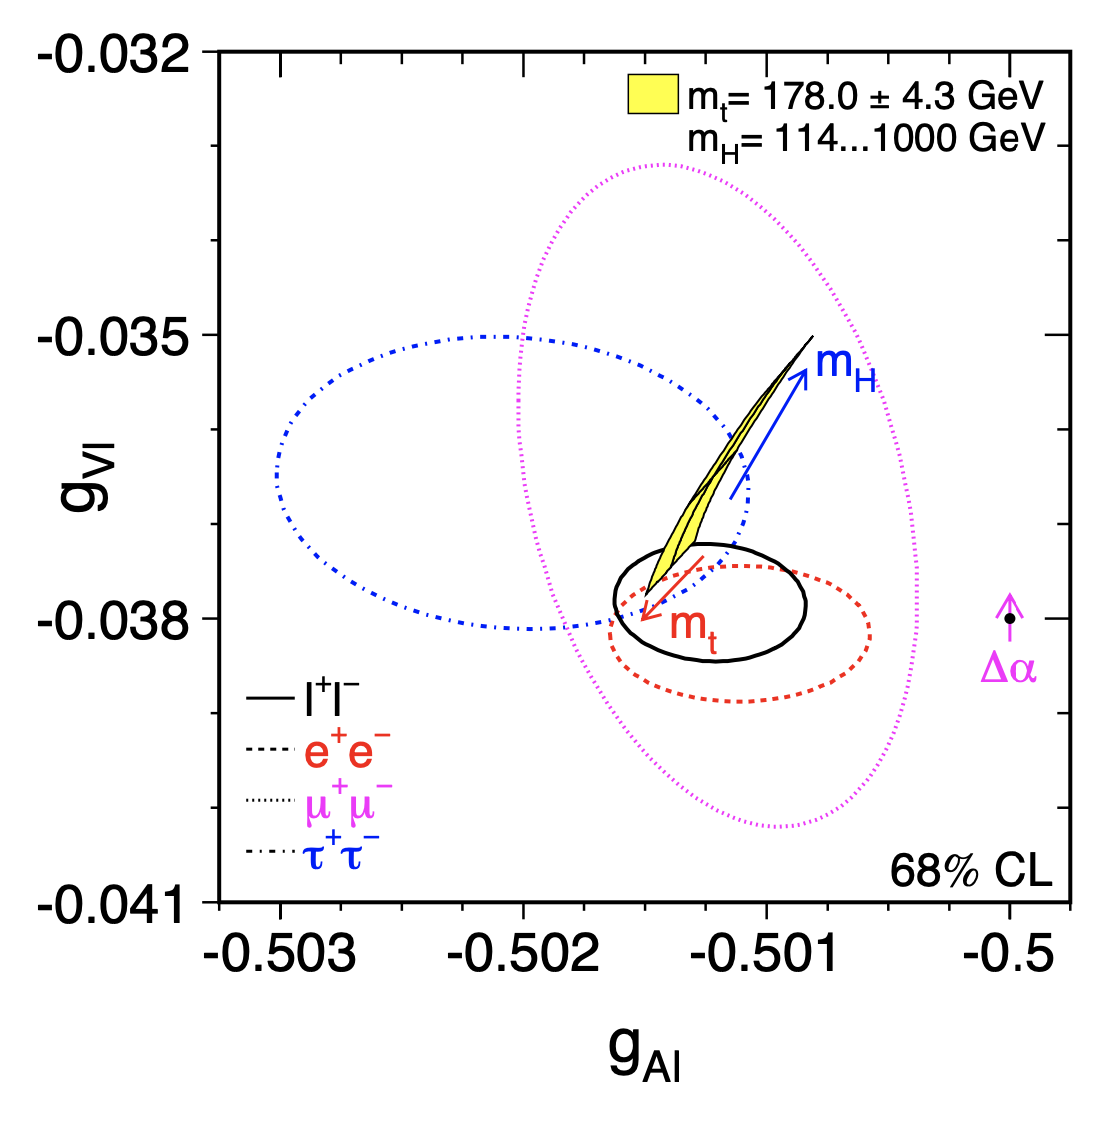 -0.032
m_t= 178.0 ± 4.3 GeV
m_H= 114...1000 GeV
-0.035
m_H
g_Vl
-0.038
m_t
Δα
l⁺l⁻
e⁺e⁻
μ⁺μ⁻
τ⁺τ⁻
68% CL
-0.041
-0.503 -0.502 -0.501 -0.5
g_Al